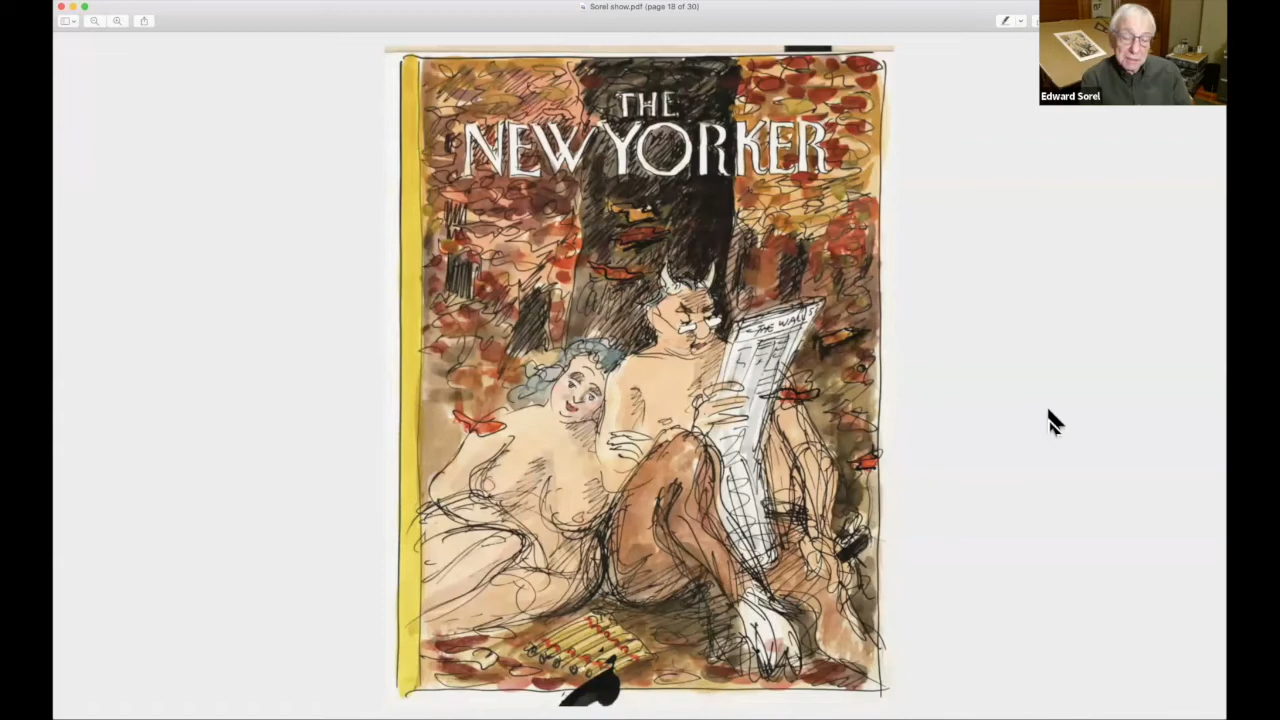 Sorel show.pdf (page 18 of 30)
Edward Sorel
THE
NEW YORKER
THE WALL S